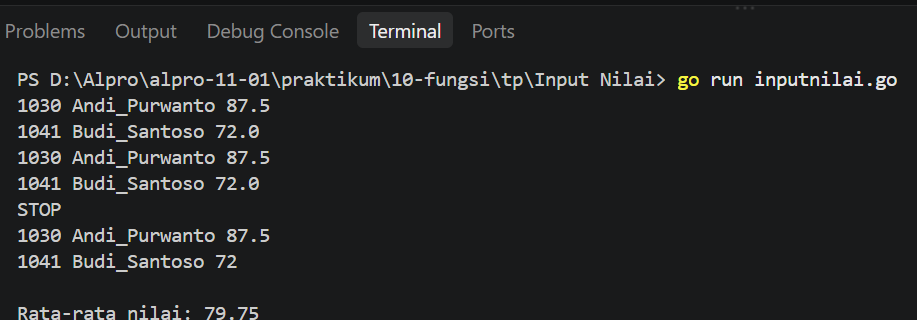 Problems Output Debug Console Terminal Ports
PS D:\Alpro\alpro-11-01\praktikum\10-fungsi\tp\Input Nilai> go run inputnilai.go
1030 Andi_Purwanto 87.5
1041 Budi_Santoso 72.0
1030 Andi_Purwanto 87.5
1041 Budi_Santoso 72.0
STOP
1030 Andi_Purwanto 87.5
1041 Budi_Santoso 72
Rata-rata nilai: 79.75